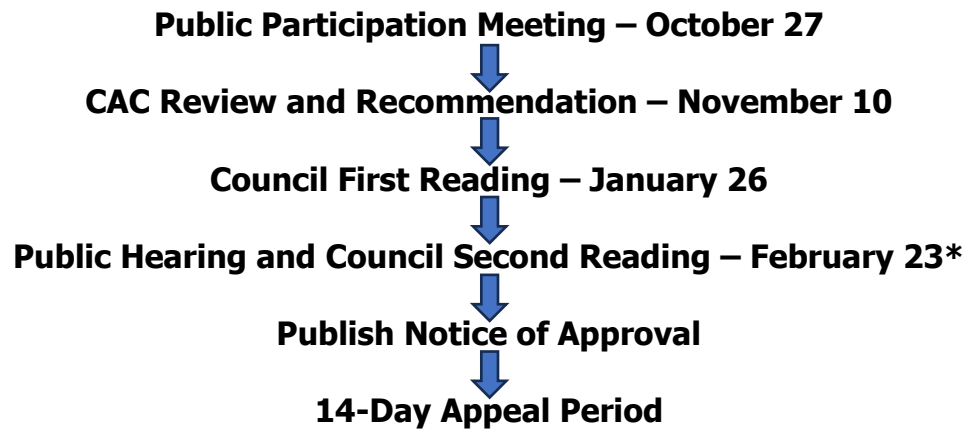 Public Participation Meeting – October 27
CAC Review and Recommendation – November 10
Council First Reading – January 26
Public Hearing and Council Second Reading – February 23*
Publish Notice of Approval
14-Day Appeal Period